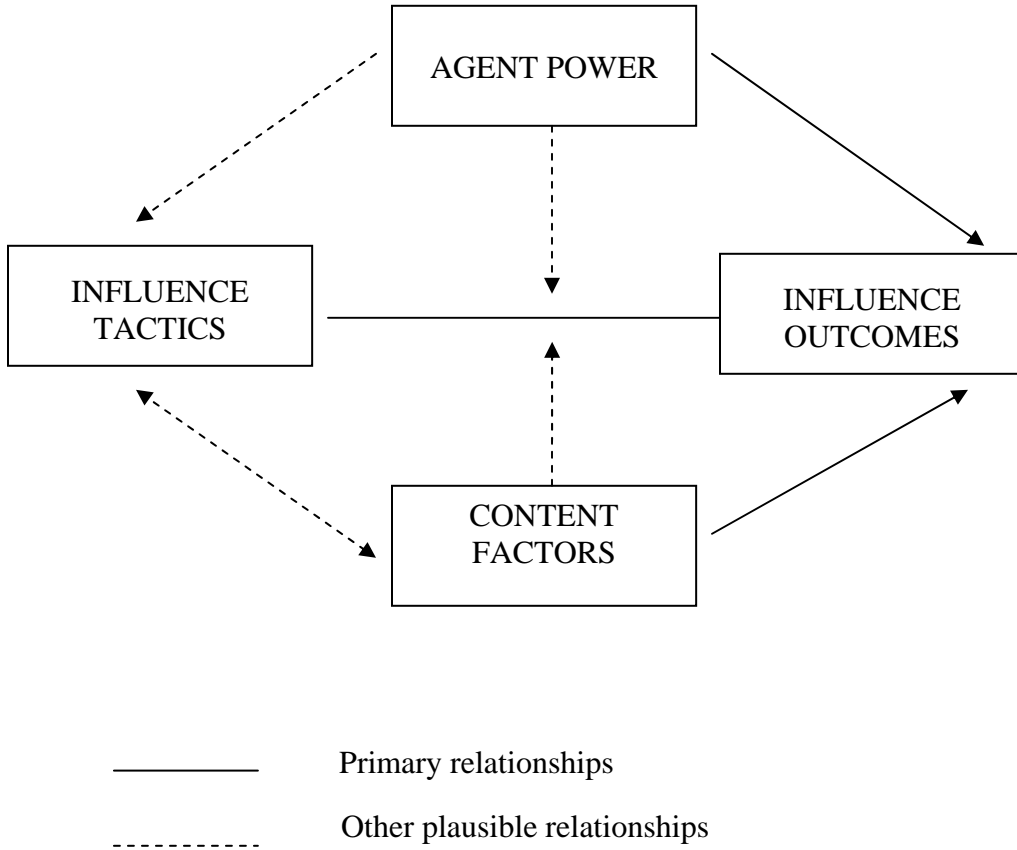 AGENT POWER
INFLUENCE
TACTICS
INFLUENCE
OUTCOMES
CONTENT
FACTORS
Primary relationships
Other plausible relationships